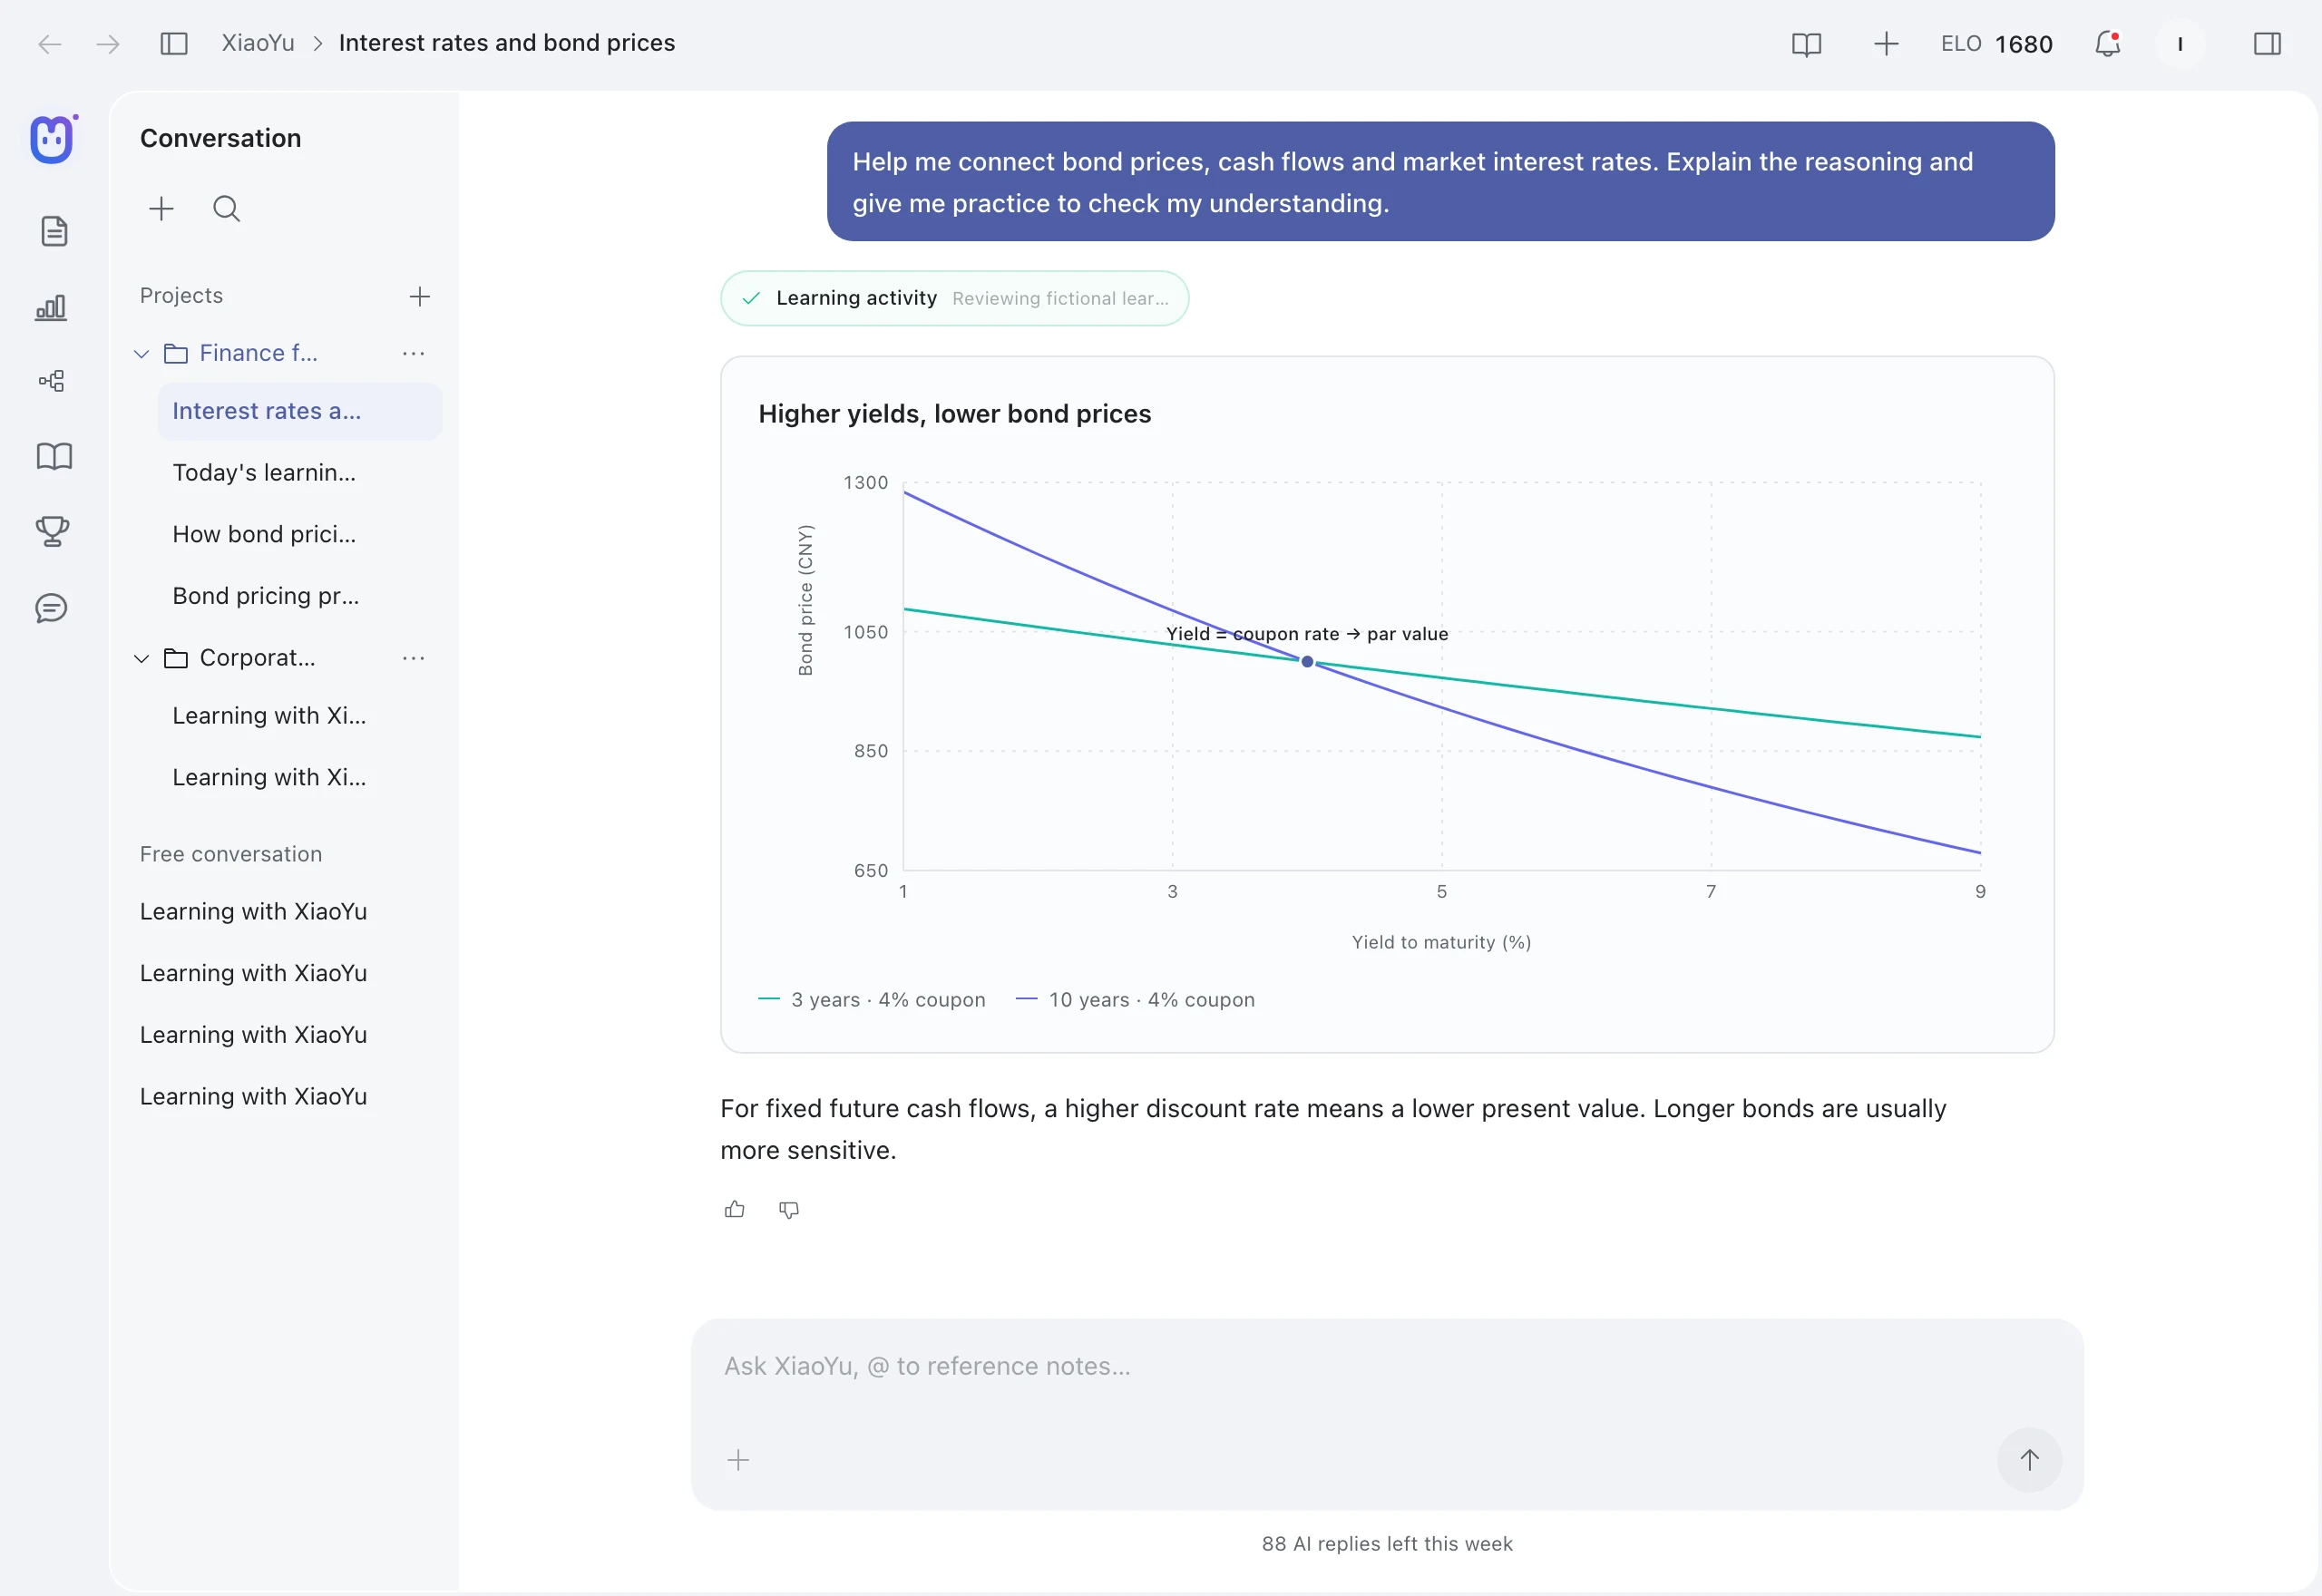 XiaoYu > Interest rates and bond prices
ELO 1680
I
Conversation
Projects
Finance f...
Interest rates a...
Today's learnin...
How bond prici...
Bond pricing pr...
Corporat...
Learning with Xi...
Learning with Xi...
Free conversation
Learning with XiaoYu
Learning with XiaoYu
Learning with XiaoYu
Learning with XiaoYu
Help me connect bond prices, cash flows and market interest rates. Explain the reasoning and
give me practice to check my understanding.
Learning activity Reviewing fictional lear...
Higher yields, lower bond prices
Bond price (CNY)
1300
1050
850
650
Yield = coupon rate → par value
1 3 5 7 9
Yield to maturity (%)
3 years · 4% coupon 10 years · 4% coupon
For fixed future cash flows, a higher discount rate means a lower present value. Longer bonds are usually
more sensitive.
Ask XiaoYu, @ to reference notes...
88 AI replies left this week